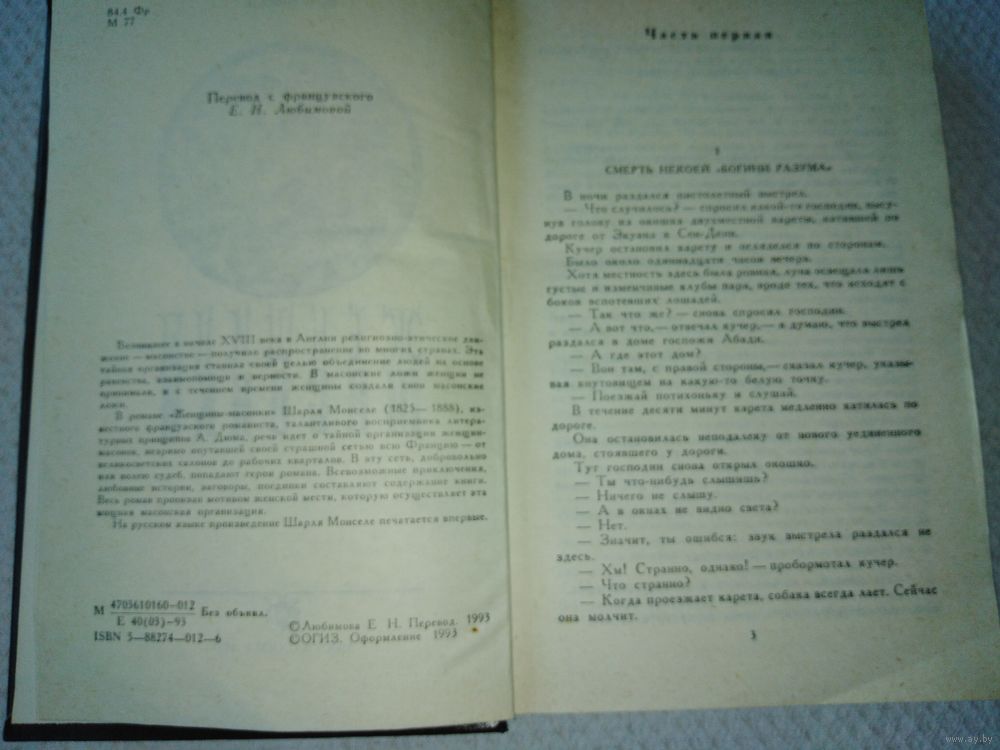 84.4 Фр
М 77
Перевод с французского
Е. Н. Любимовой
Возникшее в начале XVIII века в Англии религиозно-этическое дви-
жение — масонство — получило распространение во многих странах. Эта
тайная организация ставила своей целью объединение людей на основе
равенства, взаимопомощи и верности. В масонские ложи женщин не
принимали, и с течением времени женщины создали свои масонские
ложи.
В романе «Женщины-масонки» Шарля Монселе (1825—1888), из-
вестного французского романиста, талантливого восприемника литера-
турных принципов А. Дюма, речь идет о тайной организации женщин-
масонок, незримо опутавшей своей страшной сетью всю Францию — от
великосветских салонов до рабочих кварталов. В эту сеть, добровольно
или волею судеб, попадают герои романа. Всевозможные приключения,
любовные истории, заговоры, поединки составляют содержание книги.
Весь роман пронизан мотивом женской мести, которую осуществляет эта
мощная масонская организация.
На русском языке произведение Шарля Монселе печатается впервые.
М 4703610160—012
Е 40(03)—93 Без объявл.
ISBN 5—88274—012—6
©Любимова Е. Н. Перевод. 1993
©ОГИЗ. Оформление 1993
Часть первая
I
СМЕРТЬ НЕКОЕЙ «БОГИНИ РАЗУМА»
В ночи раздался пистолетный выстрел.
— Что случилось? — спросил какой-то господин, высу-
нув голову из окошка двухместной кареты, катившей по
дороге от Экуана в Сен-Дени.
Кучер остановил карету и огляделся по сторонам.
Было около одиннадцати часов вечера.
Хотя местность здесь была ровная, луна освещала лишь
густые и изменчивые клубы пара, вроде тех, что исходят с
боков вспотевших лошадей.
— Так что же? — снова спросил господин.
— А вот что,— отвечал кучер,— я думаю, что выстрел
раздался в доме госпожи Абади.
— А где этот дом?
— Вон там, с правой стороны,— сказал кучер, указы-
вая кнутовищем на какую-то белую точку.
— Поезжай потихоньку и слушай.
В течение десяти минут карета медленно катилась по
дороге.
Она остановилась неподалеку от нового уединенного
дома, стоявшего у дороги.
Тут господин снова открыл окошко.
— Ты что-нибудь слышишь?
— Ничего не слышу.
— А в окнах не видно света?
— Нет.
— Значит, ты ошибся: звук выстрела раздался не
здесь.
— Хм! Странно, однако! — пробормотал кучер.
— Что странно?
— Когда проезжает карета, собака всегда лает. Сейчас
она молчит.
3
www.ay.by